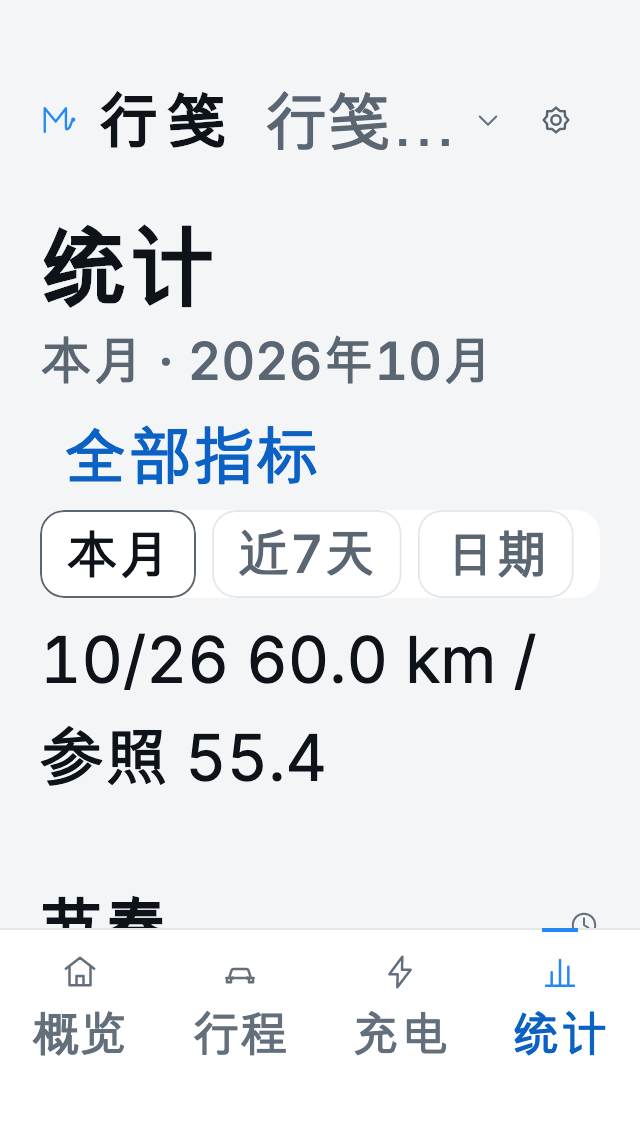 行笺 行笺...
统计
本月 · 2026年10月
全部指标
本月 近7天 日期
10/26 60.0 km /
参照 55.4
节奏
概览 行程 充电 统计